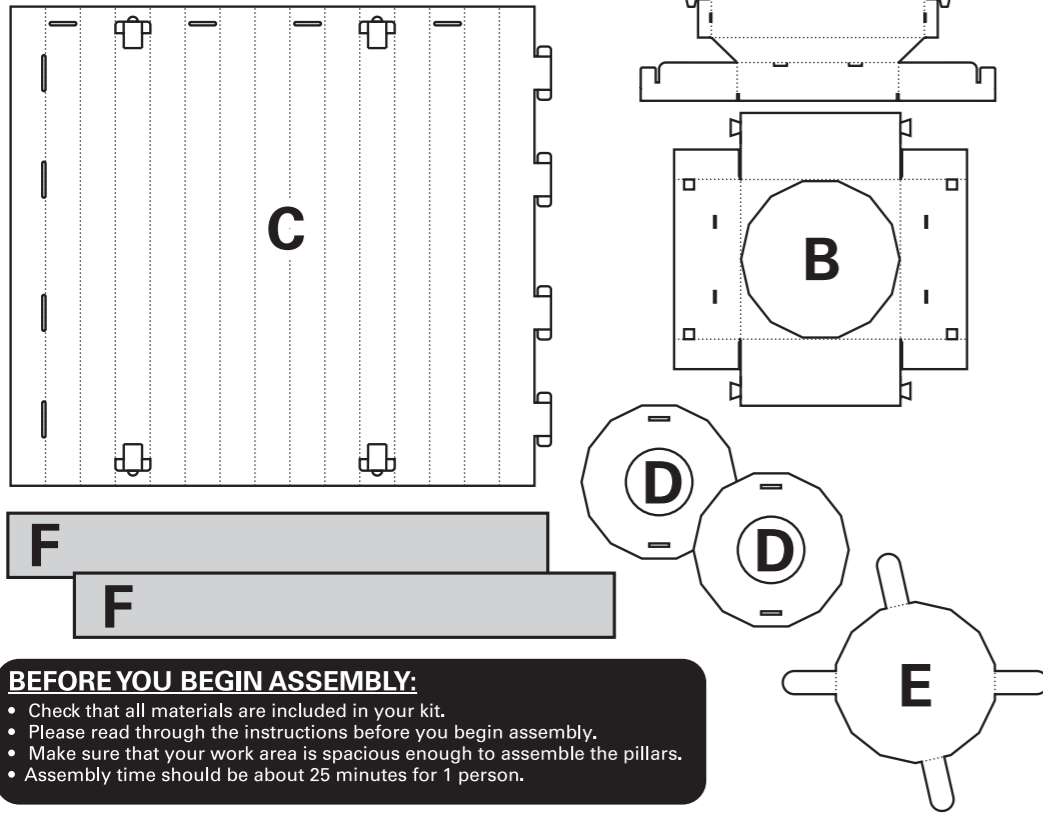 C
B
D
D
F
F
E
BEFORE YOU BEGIN ASSEMBLY:
• Check that all materials are included in your kit.
• Please read through the instructions before you begin assembly.
• Make sure that your work area is spacious enough to assemble the pillars.
• Assembly time should be about 25 minutes for 1 person.